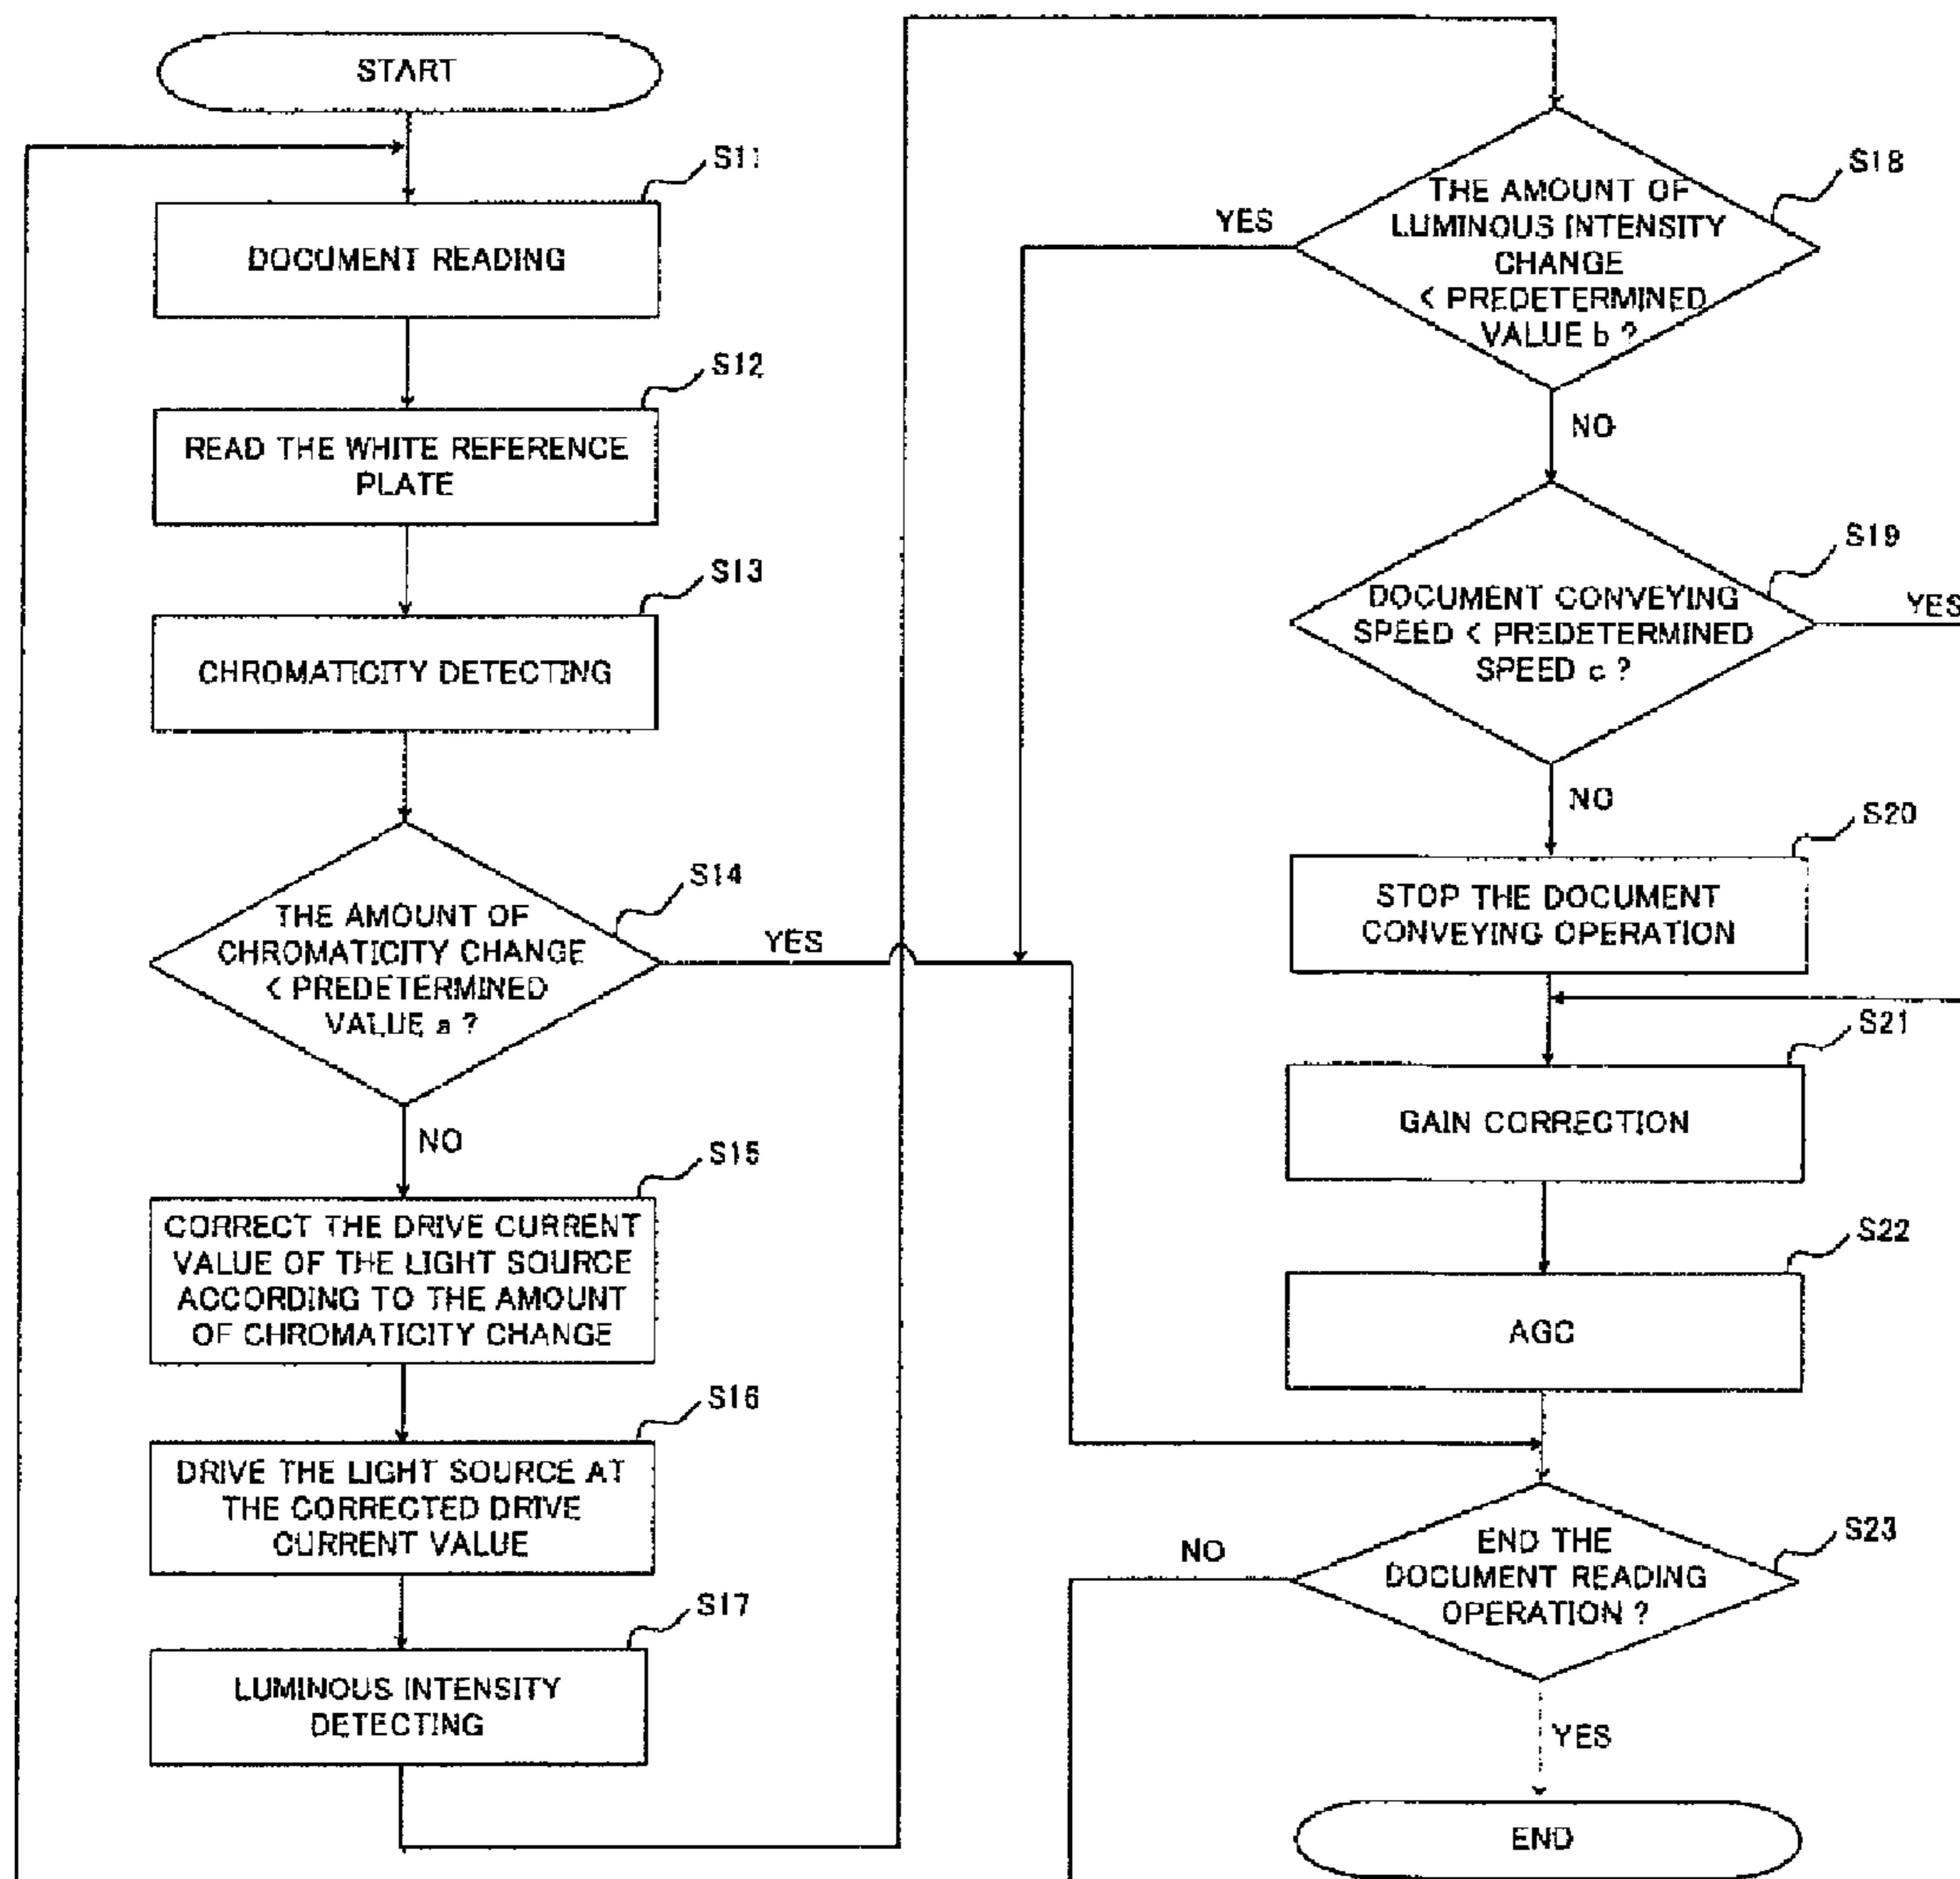 START
S11
DOCUMENT READING
S12
READ THE WHITE REFERENCE
PLATE
S13
CHROMATICITY DETECTING
S14
THE AMOUNT OF
CHROMATICITY CHANGE
< PREDETERMINED
VALUE a ?
YES
NO
S15
CORRECT THE DRIVE CURRENT
VALUE OF THE LIGHT SOURCE
ACCORDING TO THE AMOUNT
OF CHROMATICITY CHANGE
S16
DRIVE THE LIGHT SOURCE AT
THE CORRECTED DRIVE
CURRENT VALUE
S17
LUMINOUS INTENSITY
DETECTING
S18
THE AMOUNT OF
LUMINOUS INTENSITY
CHANGE
< PREDETERMINED
VALUE b ?
YES
NO
S19
DOCUMENT CONVEYING
SPEED < PREDETERMINED
SPEED c ?
YES
NO
S20
STOP THE DOCUMENT
CONVEYING OPERATION
S21
GAIN CORRECTION
S22
AGC
S23
END THE
DOCUMENT READING
OPERATION ?
NO
YES
END